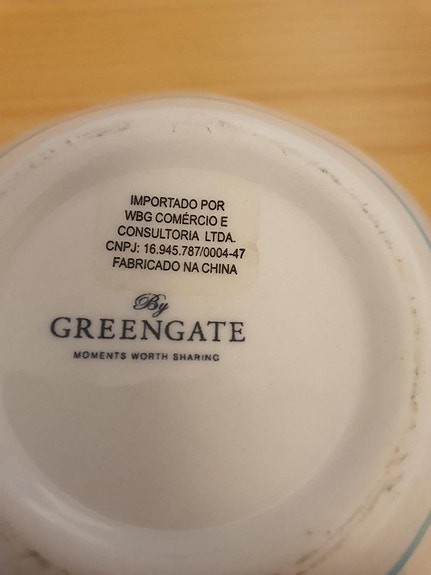 IMPORTADO POR
WBG COMÉRCIO E
CONSULTORIA LTDA.
CNPJ: 16.945.787/0004-47
FABRICADO NA CHINA
By
GREENGATE
MOMENTS WORTH SHARING